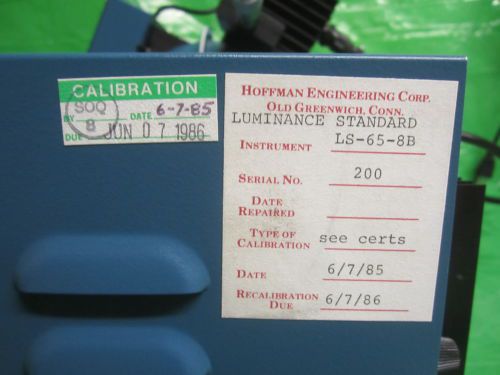 CALIBRATION
SOQ
BY 8 DATE 6-7-85
DUE JUN 07 1986
HOFFMAN ENGINEERING CORP.
OLD GREENWICH, CONN.
LUMINANCE STANDARD
INSTRUMENT LS-65-8B
SERIAL NO. 200
DATE
REPAIRED
TYPE OF
CALIBRATION see certs
DATE 6/7/85
RECALIBRATION
DUE 6/7/86